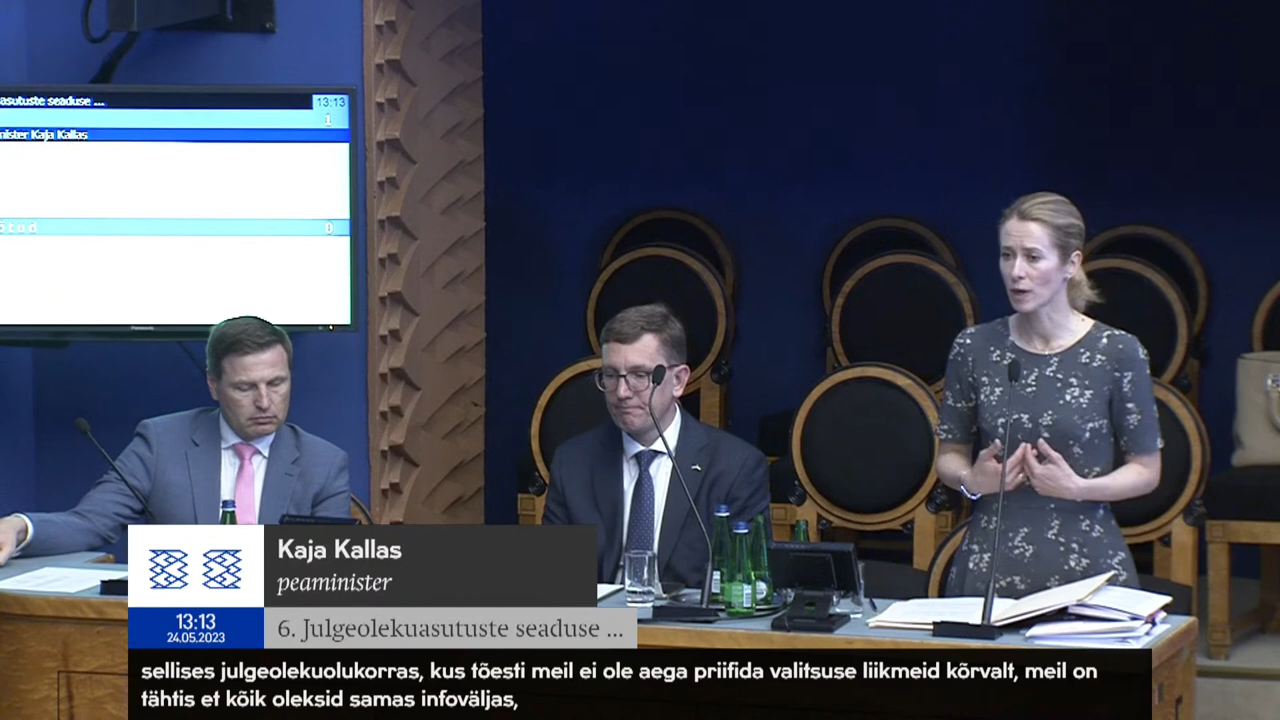 asutuste seaduse ...
13:13
1
nister Kaja Kallas
0
Panasonic
Kaja Kallas
peaminister
13:13
24.05.2023
6. Julgeolekuasutuste seaduse ...
sellises julgeolekuolukorras, kus tõesti meil ei ole aega priifida valitsuse liikmeid kõrvalt, meil on
tähtis et kõik oleksid samas infoväljas,